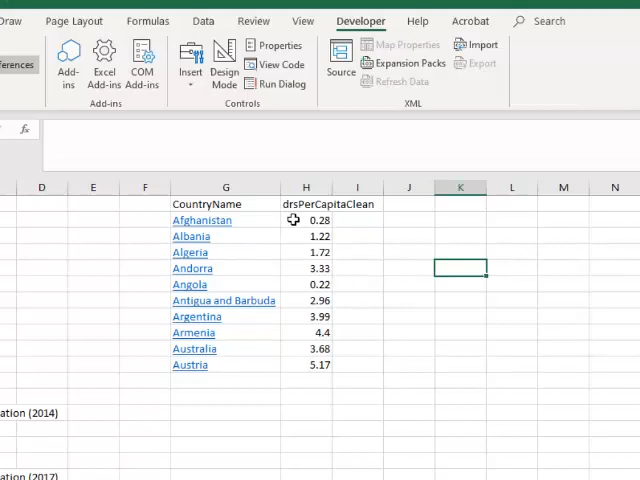 Draw Page Layout Formulas Data Review View Developer Help Acrobat Search
Add-ins
Excel Add-ins
COM Add-ins
Add-ins
Insert
Design Mode
Properties
View Code
Run Dialog
Controls
Source
Map Properties
Expansion Packs
Refresh Data
Import
Export
XML
fx
D E F G H I J K L M N
CountryName drsPerCapitaClean
Afghanistan 0.28
Albania 1.22
Algeria 1.72
Andorra 3.33
Angola 0.22
Antigua and Barbuda 2.96
Argentina 3.99
Armenia 4.4
Australia 3.68
Austria 5.17
ation (2014)
ation (2017)